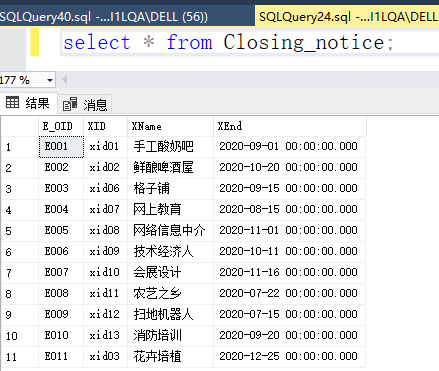 SQLQuery40.sql -...I1LQA\DELL (56))
SQLQuery24.sql -...I1LQA\DELL
select * from Closing_notice;
177 %
结果 消息
E_OID XID XName XEnd
1 E001 xid01 手工酸奶吧 2020-09-01 00:00:00.000
2 E002 xid02 鲜酿啤酒屋 2020-10-20 00:00:00.000
3 E003 xid06 格子铺 2020-09-15 00:00:00.000
4 E004 xid07 网上教育 2020-08-15 00:00:00.000
5 E005 xid08 网络信息中介 2020-11-01 00:00:00.000
6 E006 xid09 技术经济人 2020-10-11 00:00:00.000
7 E007 xid10 会展设计 2020-11-16 00:00:00.000
8 E008 xid11 农艺之乡 2020-07-22 00:00:00.000
9 E009 xid12 扫地机器人 2020-07-15 00:00:00.000
10 E010 xid13 消防培训 2020-09-20 00:00:00.000
11 E011 xid03 花卉培植 2020-12-25 00:00:00.000